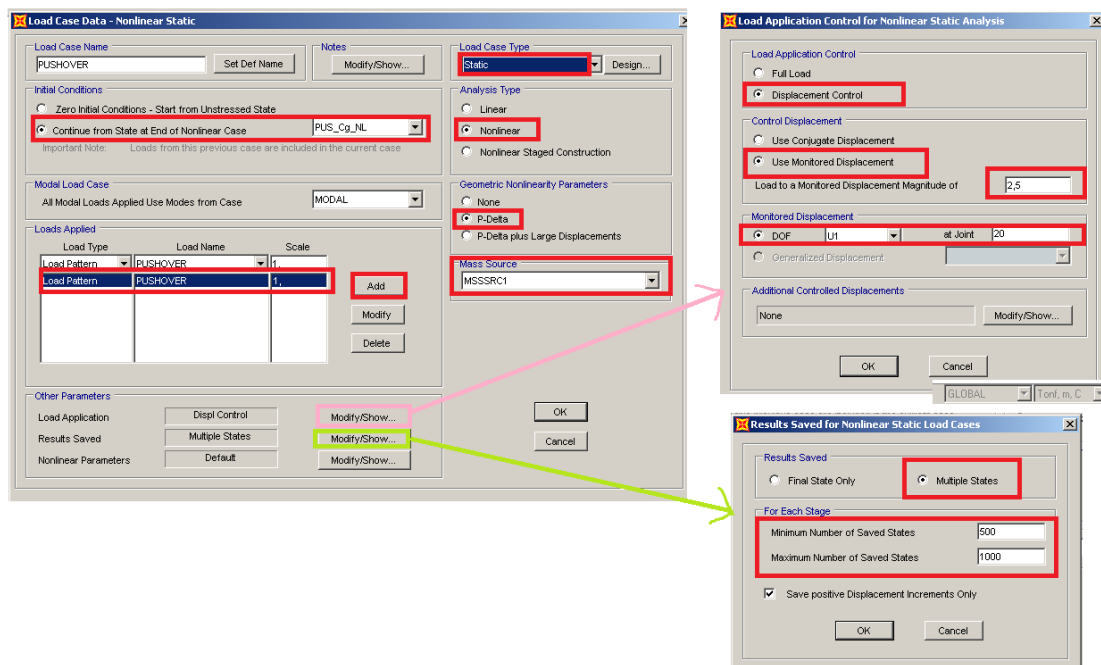 Load Case Data - Nonlinear Static
Load Case Name
PUSHOVER
Set Def Name
Notes
Modify/Show...
Load Case Type
Static
Design...
Initial Conditions
Zero Initial Conditions - Start from Unstressed State
Continue from State at End of Nonlinear Case
PUS_Cg_NL
Important Note: Loads from this previous case are included in the current case
Analysis Type
Linear
Nonlinear
Nonlinear Staged Construction
Modal Load Case
All Modal Loads Applied Use Modes from Case
MODAL
Geometric Nonlinearity Parameters
None
P-Delta
P-Delta plus Large Displacements
Loads Applied
Load Type Load Name Scale
Load Pattern PUSHOVER 1,
Load Pattern PUSHOVER 1,
Add
Modify
Delete
Mass Source
MSSSRC1
Other Parameters
Load Application Displ Control Modify/Show...
Results Saved Multiple States Modify/Show...
Nonlinear Parameters Default Modify/Show...
OK
Cancel
Load Application Control for Nonlinear Static Analysis
Load Application Control
Full Load
Displacement Control
Control Displacement
Use Conjugate Displacement
Use Monitored Displacement
Load to a Monitored Displacement Magnitude of 2,5
Monitored Displacement
DOF U1 at Joint 20
Generalized Displacement
Additional Controlled Displacements
None Modify/Show...
OK Cancel
GLOBAL Tonf, m, C
Results Saved for Nonlinear Static Load Cases
Results Saved
Final State Only Multiple States
For Each Stage
Minimum Number of Saved States 500
Maximum Number of Saved States 1000
Save positive Displacement Increments Only
OK Cancel